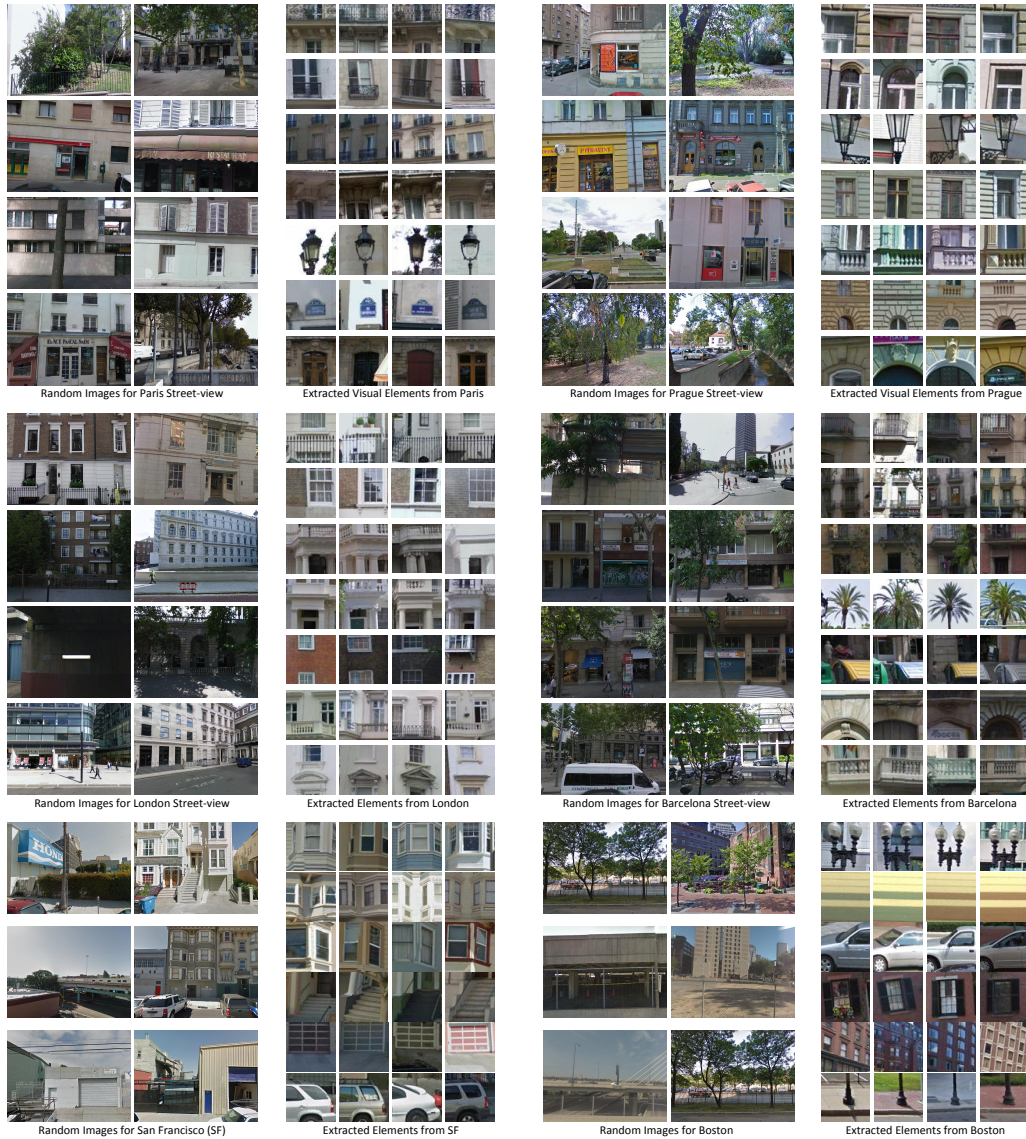 RESTAURANT
Random Images for Paris Street-view
Extracted Visual Elements from Paris
POTRAVINY
Random Images for Prague Street-view
Extracted Visual Elements from Prague
Random Images for London Street-view
Extracted Elements from London
Random Images for Barcelona Street-view
Extracted Elements from Barcelona
HON
Random Images for San Francisco (SF)
Extracted Elements from SF
Random Images for Boston
Extracted Elements from Boston